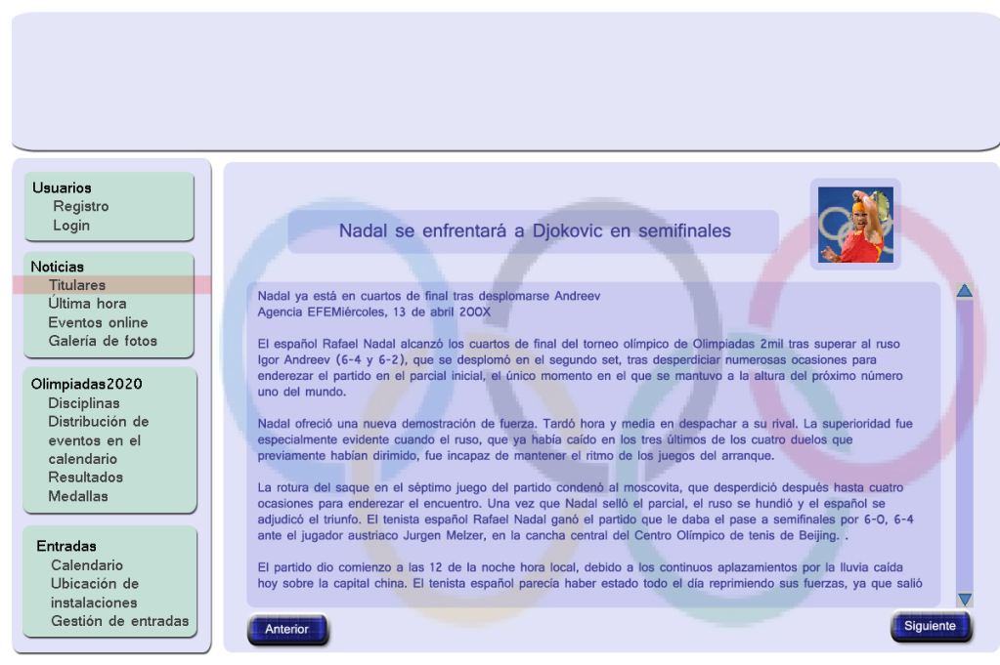 Usuarios
Registro
Login
Noticias
Titulares
Última hora
Eventos online
Galería de fotos
Olimpiadas2020
Disciplinas
Distribución de
eventos en el
calendario
Resultados
Medallas
Entradas
Calendario
Ubicación de
instalaciones
Gestión de entradas
Nadal se enfrentará a Djokovic en semifinales
Nadal ya está en cuartos de final tras desplomarse Andreev
Agencia EFEMiércoles, 13 de abril 200X
El español Rafael Nadal alcanzó los cuartos de final del torneo olímpico de Olimpiadas 2mil tras superar al ruso
Igor Andreev (6-4 y 6-2), que se desplomó en el segundo set, tras desperdiciar numerosas ocasiones para
enderezar el partido en el parcial inicial, el único momento en el que se mantuvo a la altura del próximo número
uno del mundo.
Nadal ofreció una nueva demostración de fuerza. Tardó hora y media en despachar a su rival. La superioridad fue
especialmente evidente cuando el ruso, que ya había caído en los tres últimos de los cuatro duelos que
previamente habían dirimido, fue incapaz de mantener el ritmo de los juegos del arranque.
La rotura del saque en el séptimo juego del partido condenó al moscovita, que desperdició después hasta cuatro
ocasiones para enderezar el encuentro. Una vez que Nadal selló el parcial, el ruso se hundió y el español se
adjudicó el triunfo. El tenista español Rafael Nadal ganó el partido que le daba el pase a semifinales por 6-0, 6-4
ante el jugador austriaco Jurgen Melzer, en la cancha central del Centro Olímpico de tenis de Beijing. .
El partido dio comienzo a las 12 de la noche hora local, debido a los continuos aplazamientos por la lluvia caída
hoy sobre la capital china. El tenista español parecía haber estado todo el día reprimiendo sus fuerzas, ya que salió
Anterior
Siguiente